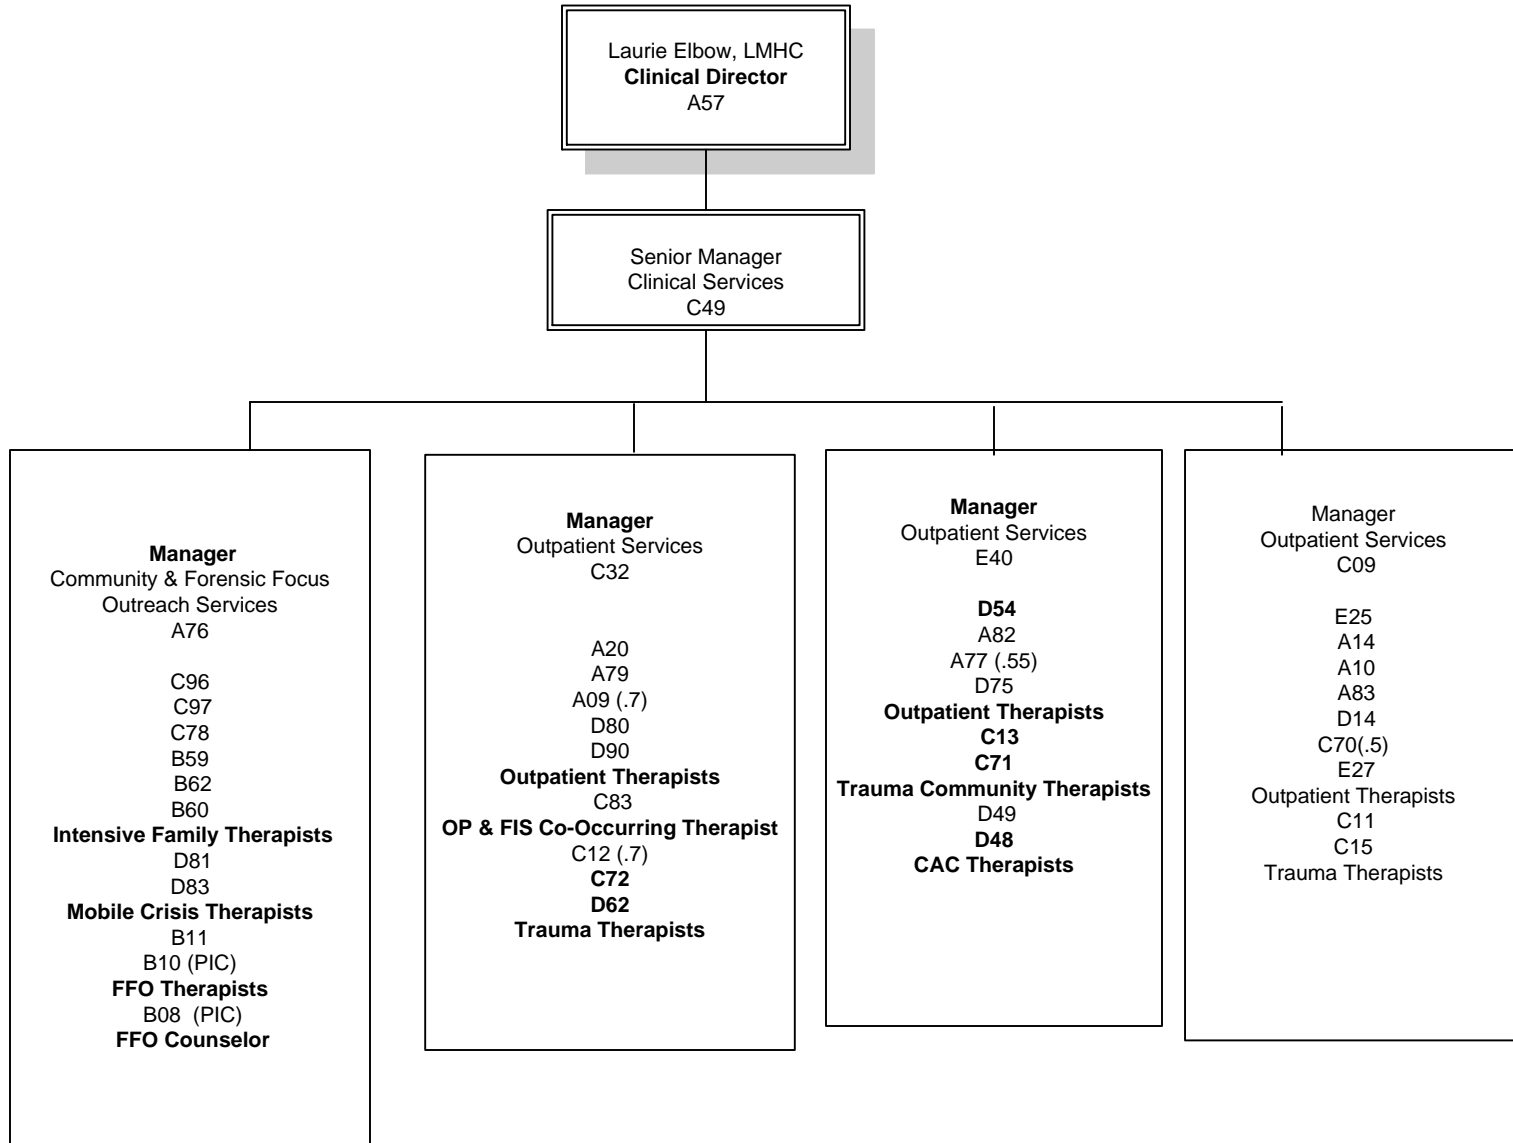 Laurie Elbow, LMHC
Clinical Director
A57
Senior Manager
Clinical Services
C49
Manager
Community & Forensic Focus
Outreach Services
A76
C96
C97
C78
B59
B62
B60
Intensive Family Therapists
D81
D83
Mobile Crisis Therapists
B11
B10 (PIC)
FFO Therapists
B08 (PIC)
FFO Counselor
Manager
Outpatient Services
C32
A20
A79
A09 (.7)
D80
D90
Outpatient Therapists
C83
OP & FIS Co-Occurring Therapist
C12 (.7)
C72
D62
Trauma Therapists
Manager
Outpatient Services
E40
D54
A82
A77 (.55)
D75
Outpatient Therapists
C13
C71
Trauma Community Therapists
D49
D48
CAC Therapists
Manager
Outpatient Services
C09
E25
A14
A10
A83
D14
C70(.5)
E27
Outpatient Therapists
C11
C15
Trauma Therapists